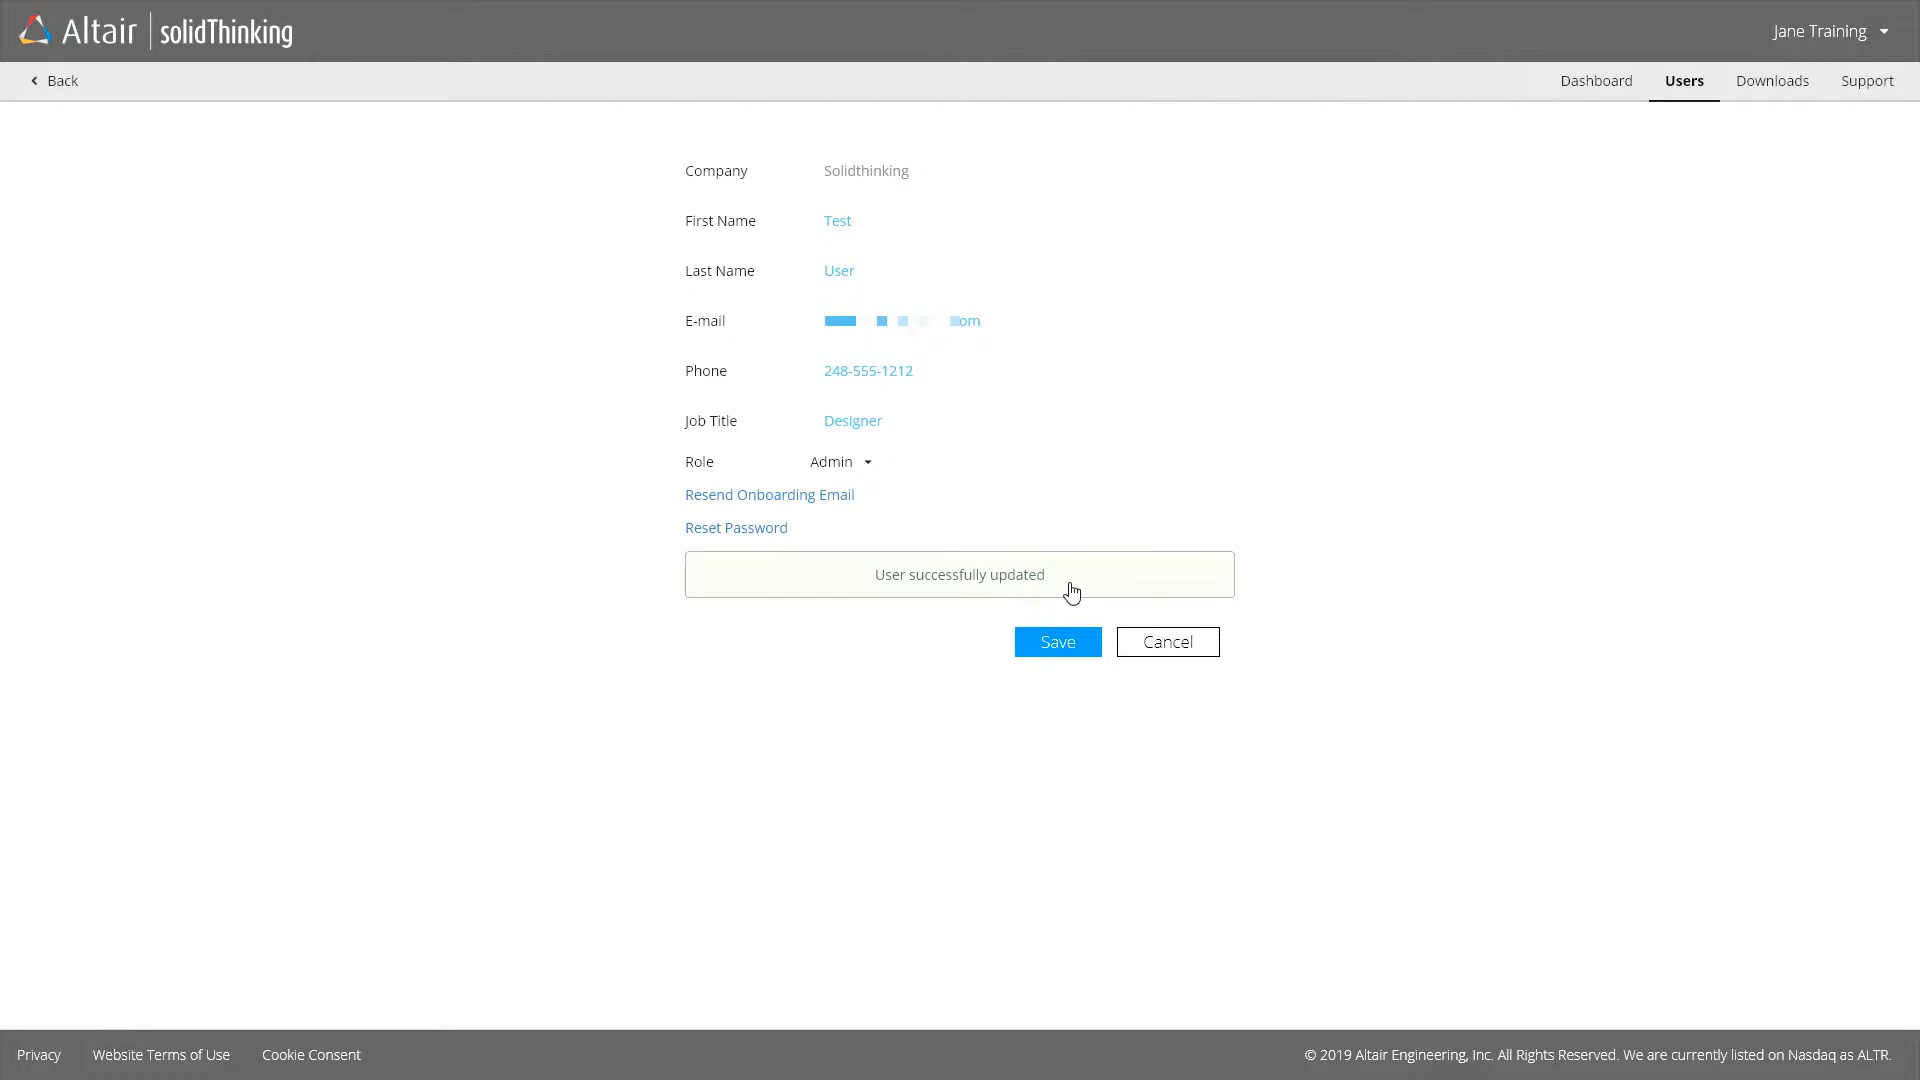 Altair | solidThinking
Jane Training
Back
Dashboard Users Downloads Support
Company Solidthinking
First Name Test
Last Name User
E-mail om
Phone 248-555-1212
Job Title Designer
Role Admin
Resend Onboarding Email
Reset Password
User successfully updated
Save Cancel
Privacy Website Terms of Use Cookie Consent © 2019 Altair Engineering, Inc. All Rights Reserved. We are currently listed on Nasdaq as ALTR.